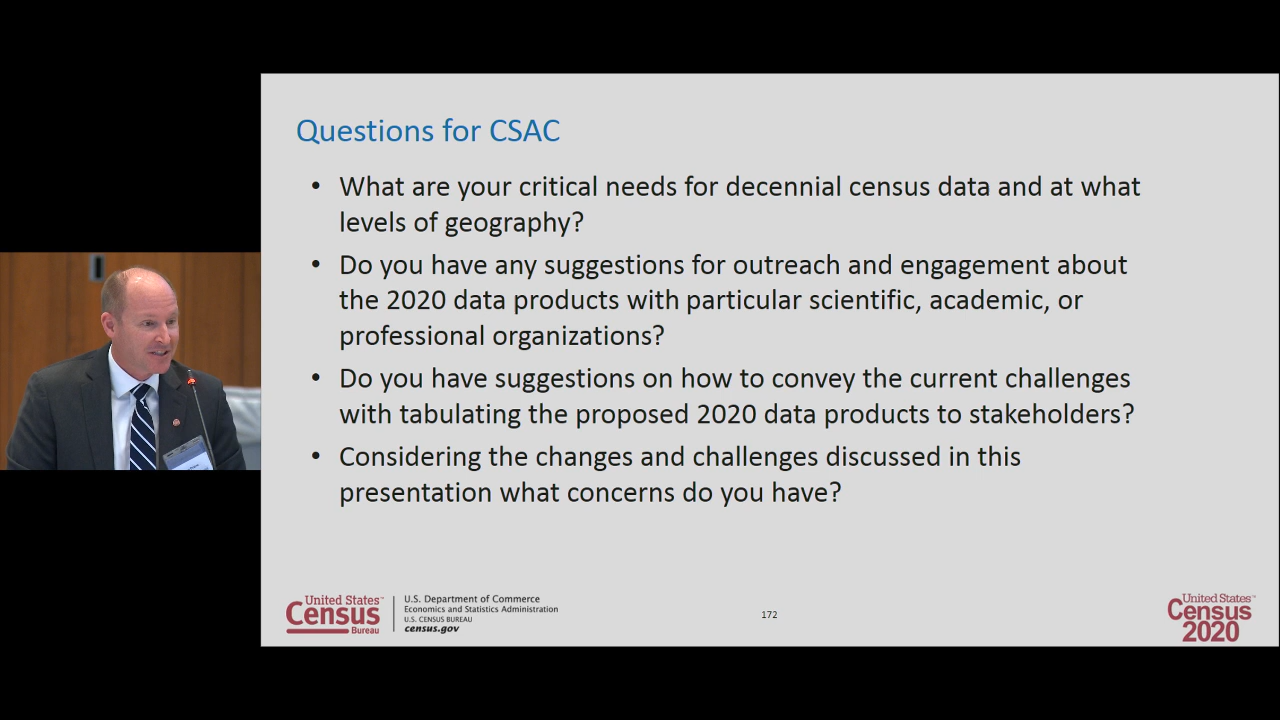 Questions for CSAC
• What are your critical needs for decennial census data and at what
levels of geography?
• Do you have any suggestions for outreach and engagement about
the 2020 data products with particular scientific, academic, or
professional organizations?
• Do you have suggestions on how to convey the current challenges
with tabulating the proposed 2020 data products to stakeholders?
• Considering the changes and challenges discussed in this
presentation what concerns do you have?
United States™
Census
Bureau
U.S. Department of Commerce
Economics and Statistics Administration
U.S. CENSUS BUREAU
census.gov
172
United States™
Census
2020